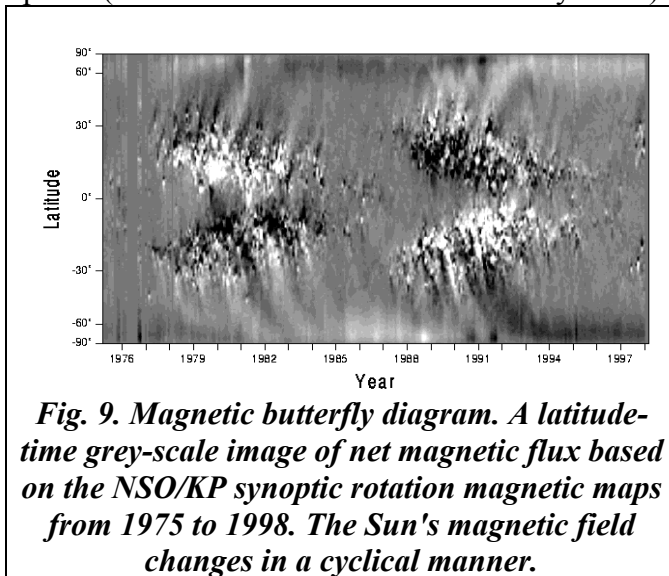 90°
60°
30°
0°
-30°
-60°
-90°
Latitude
1976 1979 1982 1985 1988 1991 1994 1997
Year
Fig. 9. Magnetic butterfly diagram. A latitude-
time grey-scale image of net magnetic flux based
on the NSO/KP synoptic rotation magnetic maps
from 1975 to 1998. The Sun's magnetic field
changes in a cyclical manner.